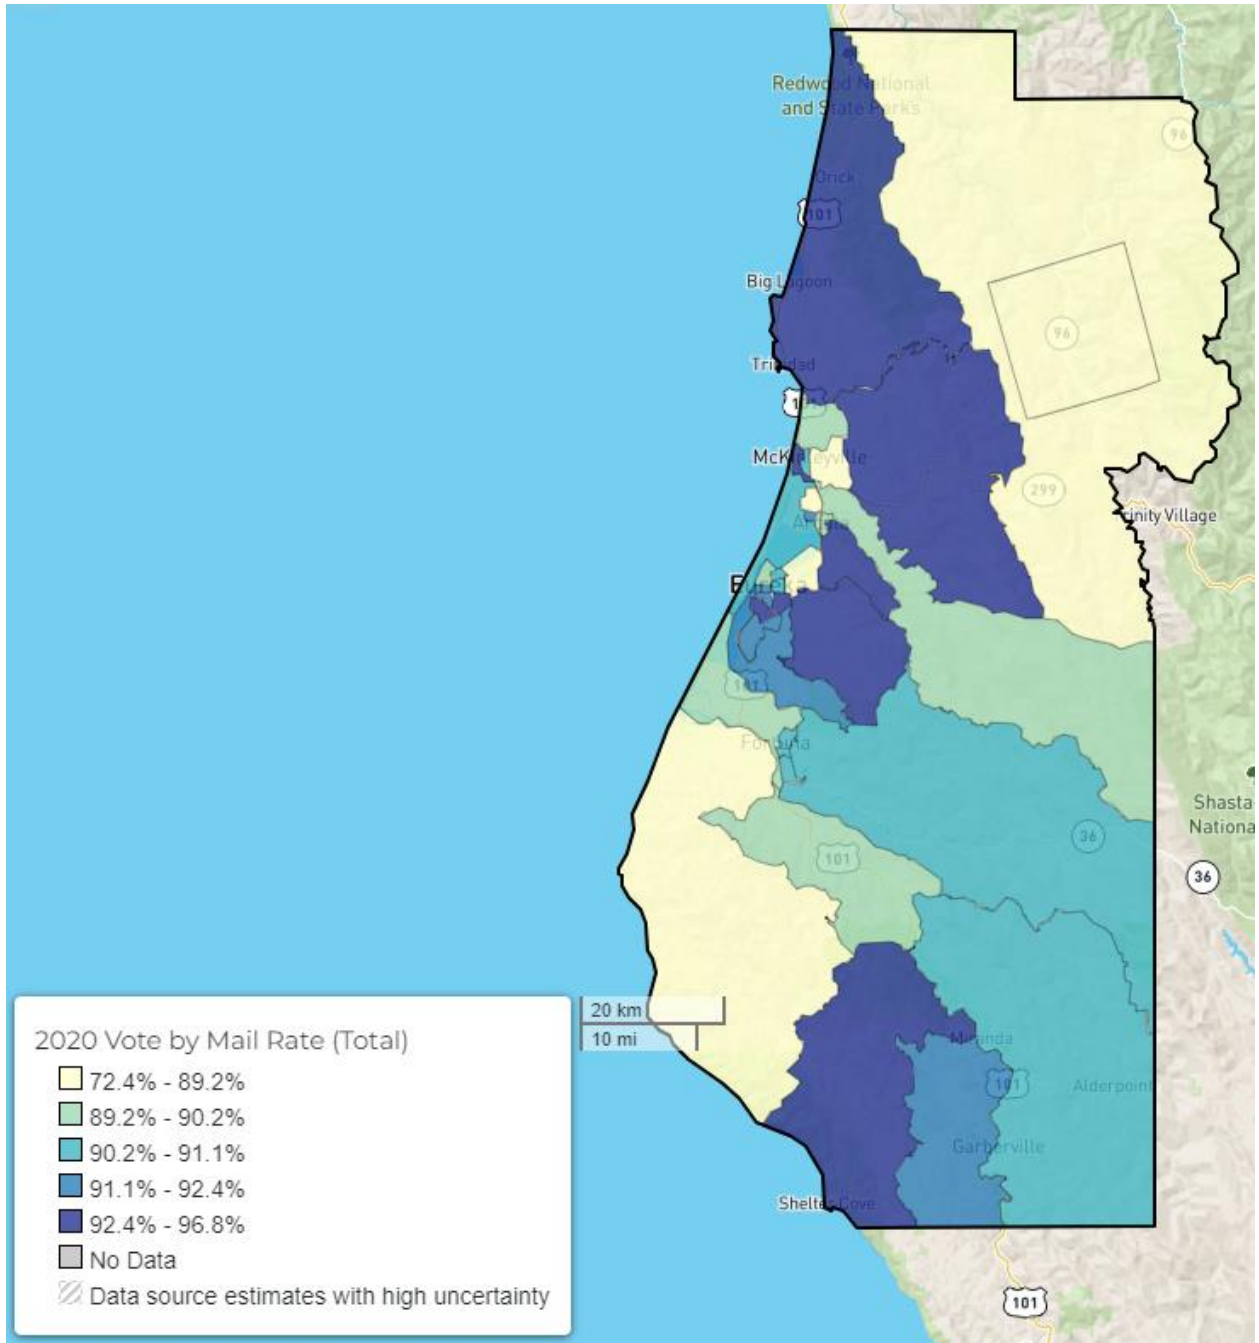 Redwood National
and State Parks
96
Orick
101
Big Lagoon
96
Trinidad
McKinleyville
299
Trinity Village
Arcata
Eureka
101
Fortuna
Shasta-
Nationa
36
101
36
20 km
10 mi
Miranda
101
Alderpoint
Garberville
Shelter Cove
101
2020 Vote by Mail Rate (Total)
72.4% - 89.2%
89.2% - 90.2%
90.2% - 91.1%
91.1% - 92.4%
92.4% - 96.8%
No Data
Data source estimates with high uncertainty